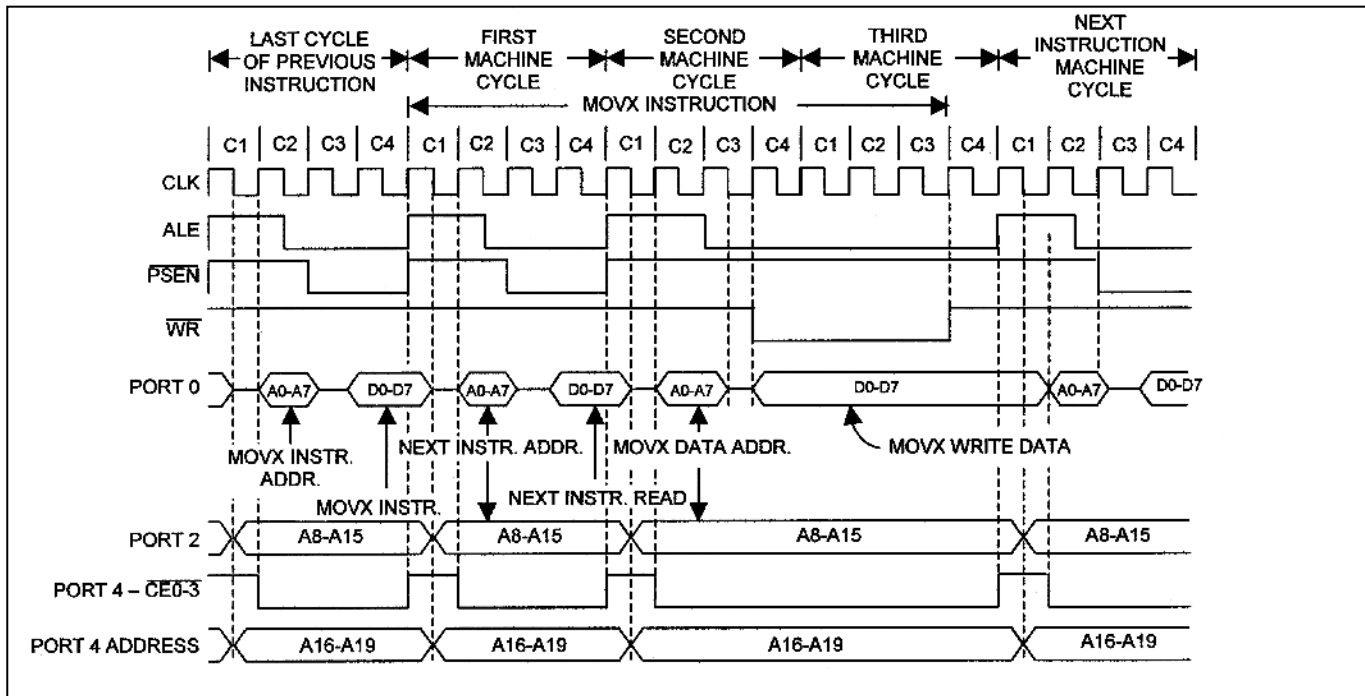 LAST CYCLE
OF PREVIOUS
INSTRUCTION
FIRST
MACHINE
CYCLE
SECOND
MACHINE
CYCLE
THIRD
MACHINE
CYCLE
NEXT
INSTRUCTION
MACHINE
CYCLE
MOVX INSTRUCTION
C1 C2 C3 C4 C1 C2 C3 C4 C1 C2 C3 C4 C1 C2 C3 C4 C1 C2 C3 C4
CLK
ALE
PSEN
WR
PORT 0 A0-A7 D0-D7 A0-A7 D0-D7 A0-A7 D0-D7 A0-A7 D0-D7
MOVX INSTR.
ADDR.
NEXT INSTR. ADDR.
MOVX DATA ADDR.
MOVX WRITE DATA
MOVX INSTR.
NEXT INSTR. READ
PORT 2 A8-A15 A8-A15 A8-A15 A8-A15
PORT 4 – CE0-3
PORT 4 ADDRESS A16-A19 A16-A19 A16-A19 A16-A19